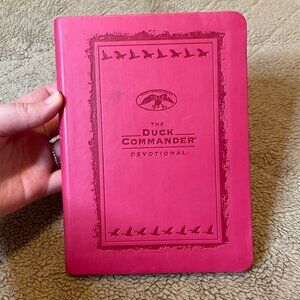 THE
DUCK
COMMANDER
DEVOTIONAL